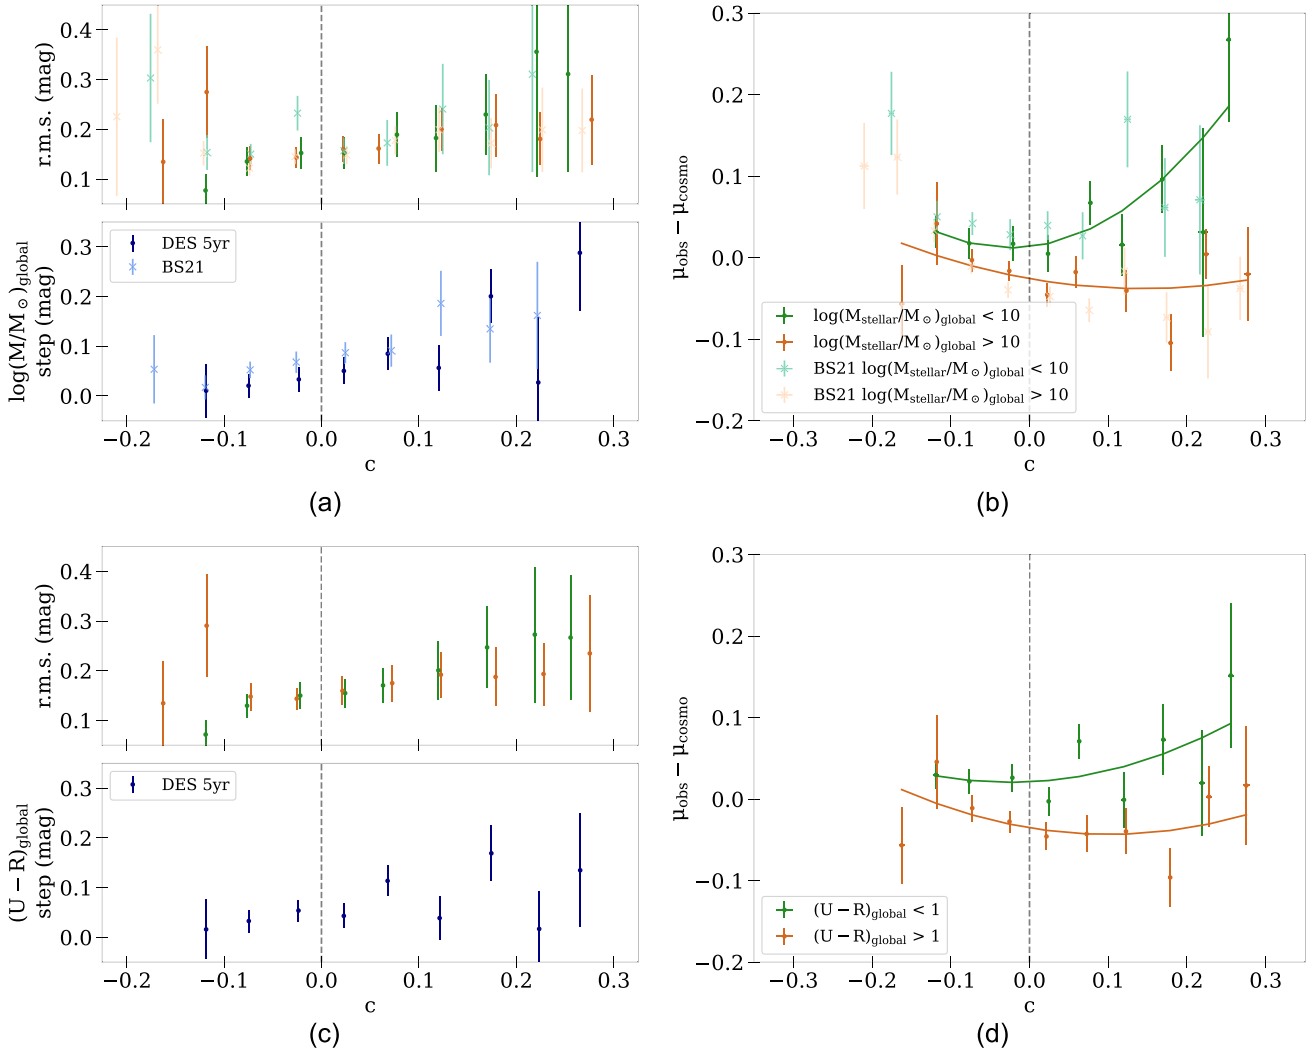 0.4
0.3
0.2
0.1
r.m.s. (mag)
DES 5yr
BS21
0.3
0.2
0.1
0.0
log(M/M☉)global
step (mag)
−0.2 −0.1 0.0 0.1 0.2 0.3
c
(a)
0.3
0.2
0.1
0.0
−0.1
−0.2
μobs − μcosmo
log(Mstellar/M☉)global < 10
log(Mstellar/M☉)global > 10
BS21 log(Mstellar/M☉)global < 10
BS21 log(Mstellar/M☉)global > 10
−0.3 −0.2 −0.1 0.0 0.1 0.2 0.3
c
(b)
0.4
0.3
0.2
0.1
r.m.s. (mag)
DES 5yr
0.3
0.2
0.1
0.0
(U − R)global
step (mag)
−0.2 −0.1 0.0 0.1 0.2 0.3
c
(c)
0.3
0.2
0.1
0.0
−0.1
−0.2
μobs − μcosmo
(U − R)global < 1
(U − R)global > 1
−0.3 −0.2 −0.1 0.0 0.1 0.2 0.3
c
(d)